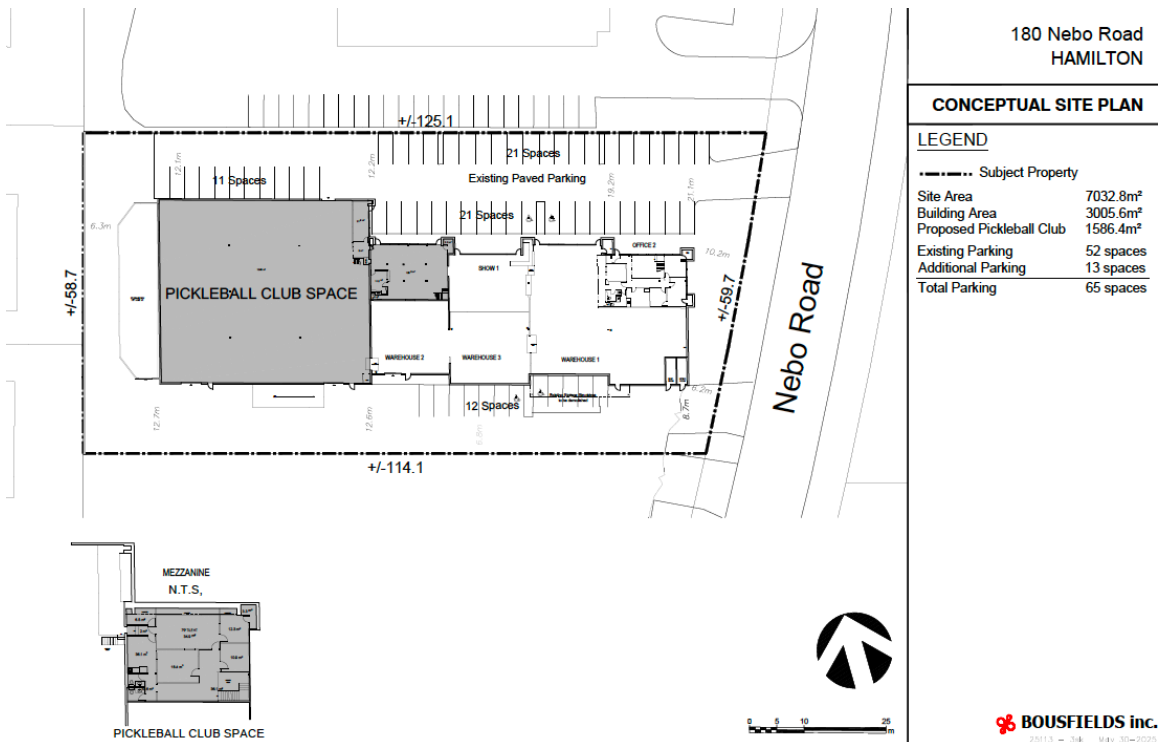 180 Nebo Road
HAMILTON
CONCEPTUAL SITE PLAN
LEGEND
Subject Property
Site Area 7032.8m²
Building Area 3005.6m²
Proposed Pickleball Club 1586.4m²
Existing Parking 52 spaces
Additional Parking 13 spaces
Total Parking 65 spaces
+/-125.1
21 Spaces
12.1m
12.2m
11 Spaces
Existing Paved Parking
19.2m
21.1m
21 Spaces
6.3m
OFFICE 2
10.2m
SHOW 1
+/-58.7
PICKLEBALL CLUB SPACE
+/-59.7
Nebo Road
WAREHOUSE 2
WAREHOUSE 3
WAREHOUSE 1
6.2m
12.7m
12.6m
12 Spaces
8.7m
+/-114.1
MEZZANINE
N.T.S,
PICKLEBALL CLUB SPACE
0 5 10 25
m
BOUSFIELDS inc.